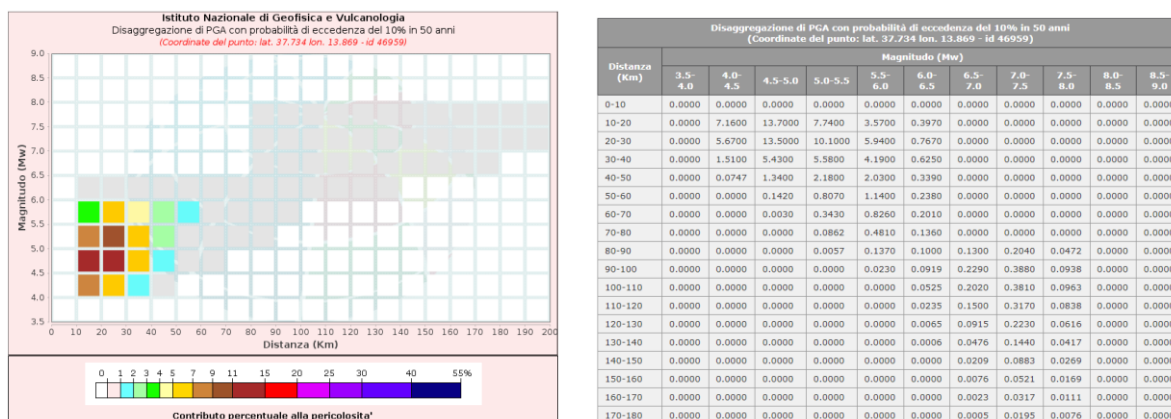 Istituto Nazionale di Geofisica e Vulcanologia
Disaggregazione di PGA con probabilità di eccedenza del 10% in 50 anni
(Coordinate del punto: lat. 37.734 lon. 13.869 - id 46959)
9.0
8.0
7.5
7.0
6.5
6.0
5.5
5.0
4.5
4.0
3.5
Magnitudo (Mw)
0 10 20 30 40 50 60 70 80 90 100 110 120 130 140 150 160 170 180 190 200
Distanza (Km)
0 1 2 3 4 5 7 9 11 15 20 25 30 40 55%
Contributo percentuale alla pericolosita'
Disaggregazione di PGA con probabilità di eccedenza del 10% in 50 anni
(Coordinate del punto: lat. 37.734 lon. 13.869 - id 46959)
Distanza (Km) Magnitudo (Mw)
3.5-4.0 4.0-4.5 4.5-5.0 5.0-5.5 5.5-6.0 6.0-6.5 6.5-7.0 7.0-7.5 7.5-8.0 8.0-8.5 8.5-9.0
0-10 0.0000 0.0000 0.0000 0.0000 0.0000 0.0000 0.0000 0.0000 0.0000 0.0000 0.000
10-20 0.0000 7.1600 13.7000 7.7400 3.5700 0.3970 0.0000 0.0000 0.0000 0.0000 0.000
20-30 0.0000 5.6700 13.5000 10.1000 5.9400 0.7670 0.0000 0.0000 0.0000 0.0000 0.000
30-40 0.0000 1.5100 5.4300 5.5800 4.1900 0.6250 0.0000 0.0000 0.0000 0.0000 0.000
40-50 0.0000 0.0747 1.3400 2.1800 2.0300 0.3390 0.0000 0.0000 0.0000 0.0000 0.000
50-60 0.0000 0.0000 0.1420 0.8070 1.1400 0.2380 0.0000 0.0000 0.0000 0.0000 0.000
60-70 0.0000 0.0000 0.0030 0.3430 0.8260 0.2010 0.0000 0.0000 0.0000 0.0000 0.000
70-80 0.0000 0.0000 0.0000 0.0862 0.4810 0.1360 0.0000 0.0000 0.0000 0.0000 0.000
80-90 0.0000 0.0000 0.0000 0.0057 0.1370 0.1000 0.1300 0.2040 0.0472 0.0000 0.000
90-100 0.0000 0.0000 0.0000 0.0000 0.0230 0.0919 0.2290 0.3880 0.0938 0.0000 0.000
100-110 0.0000 0.0000 0.0000 0.0000 0.0000 0.0525 0.2020 0.3810 0.0963 0.0000 0.000
110-120 0.0000 0.0000 0.0000 0.0000 0.0000 0.0235 0.1500 0.3170 0.0838 0.0000 0.000
120-130 0.0000 0.0000 0.0000 0.0000 0.0000 0.0065 0.0915 0.2230 0.0616 0.0000 0.000
130-140 0.0000 0.0000 0.0000 0.0000 0.0000 0.0006 0.0476 0.1440 0.0417 0.0000 0.000
140-150 0.0000 0.0000 0.0000 0.0000 0.0000 0.0000 0.0209 0.0883 0.0269 0.0000 0.000
150-160 0.0000 0.0000 0.0000 0.0000 0.0000 0.0000 0.0076 0.0521 0.0169 0.0000 0.000
160-170 0.0000 0.0000 0.0000 0.0000 0.0000 0.0000 0.0023 0.0317 0.0111 0.0000 0.000
170-180 0.0000 0.0000 0.0000 0.0000 0.0000 0.0000 0.0005 0.0195 0.0073 0.0000 0.000